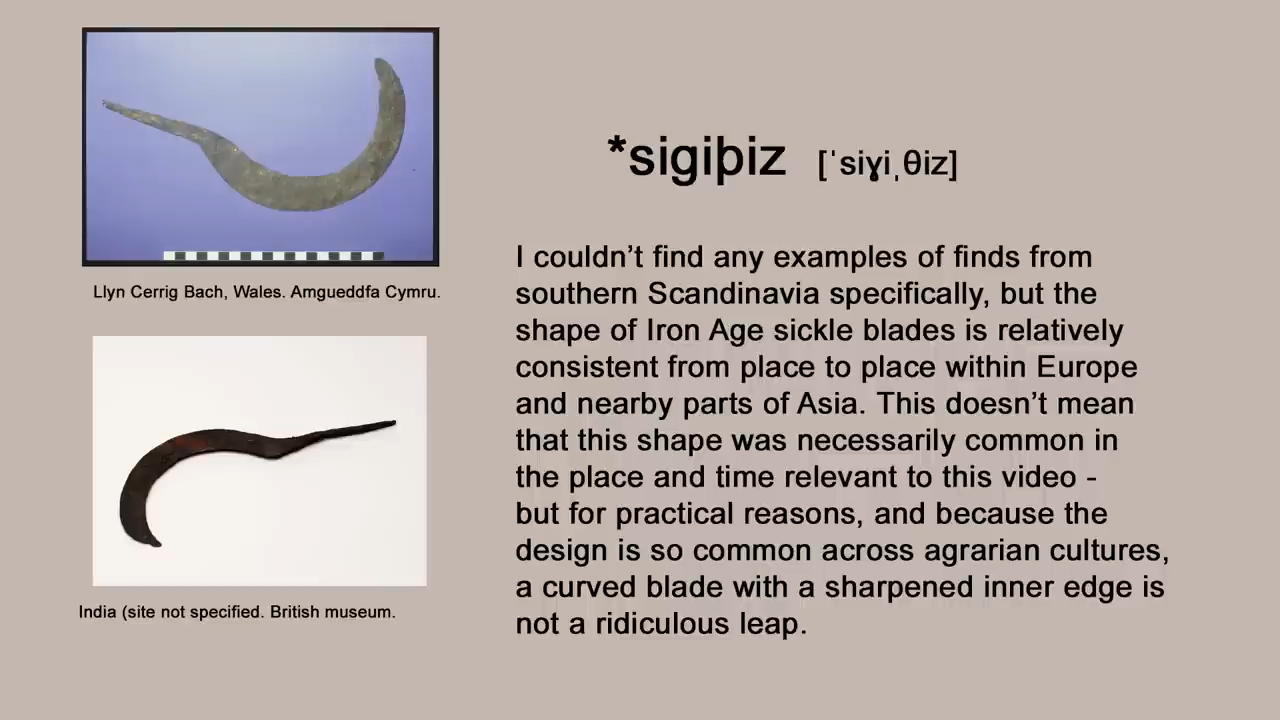 *sigiþiz [ˈsiɣiˌθiz]
I couldn’t find any examples of finds from
southern Scandinavia specifically, but the
shape of Iron Age sickle blades is relatively
consistent from place to place within Europe
and nearby parts of Asia. This doesn’t mean
that this shape was necessarily common in
the place and time relevant to this video -
but for practical reasons, and because the
design is so common across agrarian cultures,
a curved blade with a sharpened inner edge is
not a ridiculous leap.
Llyn Cerrig Bach, Wales. Amgueddfa Cymru.
India (site not specified. British museum.